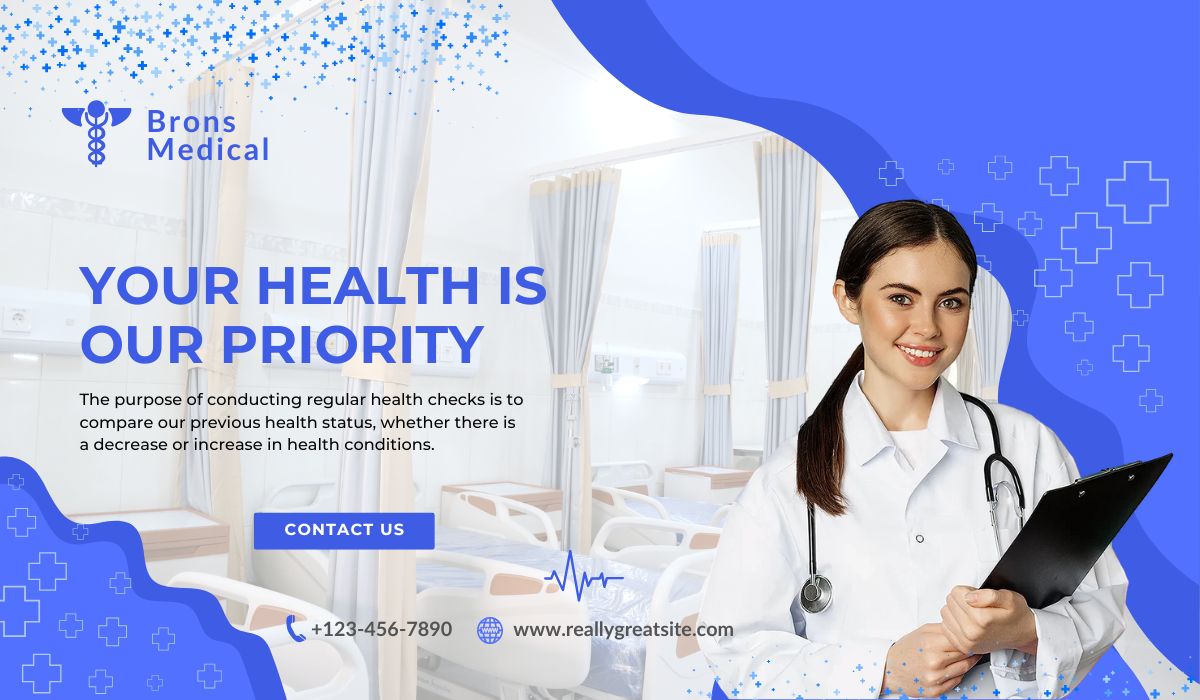 Brons
Medical
YOUR HEALTH IS
OUR PRIORITY
The purpose of conducting regular health checks is to
compare our previous health status, whether there is
a decrease or increase in health conditions.
CONTACT US
+123-456-7890
www.reallygreatsite.com